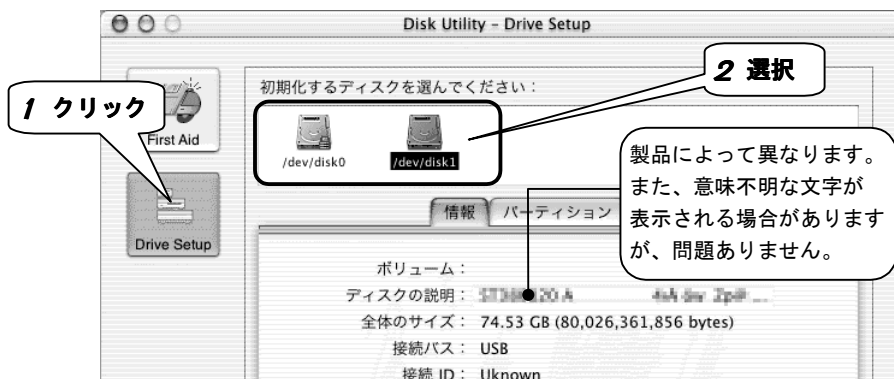 Disk Utility – Drive Setup
1 クリック
First Aid
Drive Setup
初期化するディスクを選んでください：
2 選択
/dev/disk0
/dev/disk1
製品によって異なります。
また、意味不明な文字が
表示される場合があります
が、問題ありません。
情報
パーティション
ボリューム：
ディスクの説明：
全体のサイズ： 74.53 GB (80,026,361,856 bytes)
接続バス： USB
接続 ID： Uknown